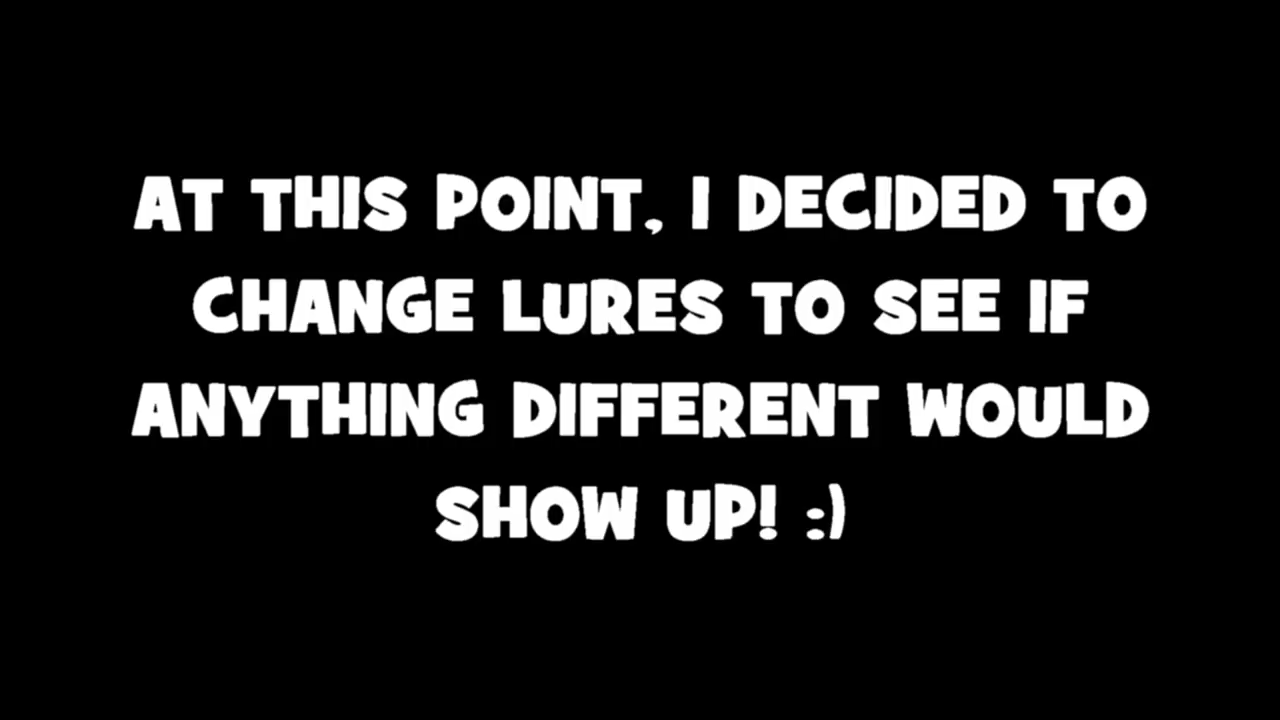 AT THIS POINT, I DECIDED TO
CHANGE LURES TO SEE IF
ANYTHING DIFFERENT WOULD
SHOW UP! :)